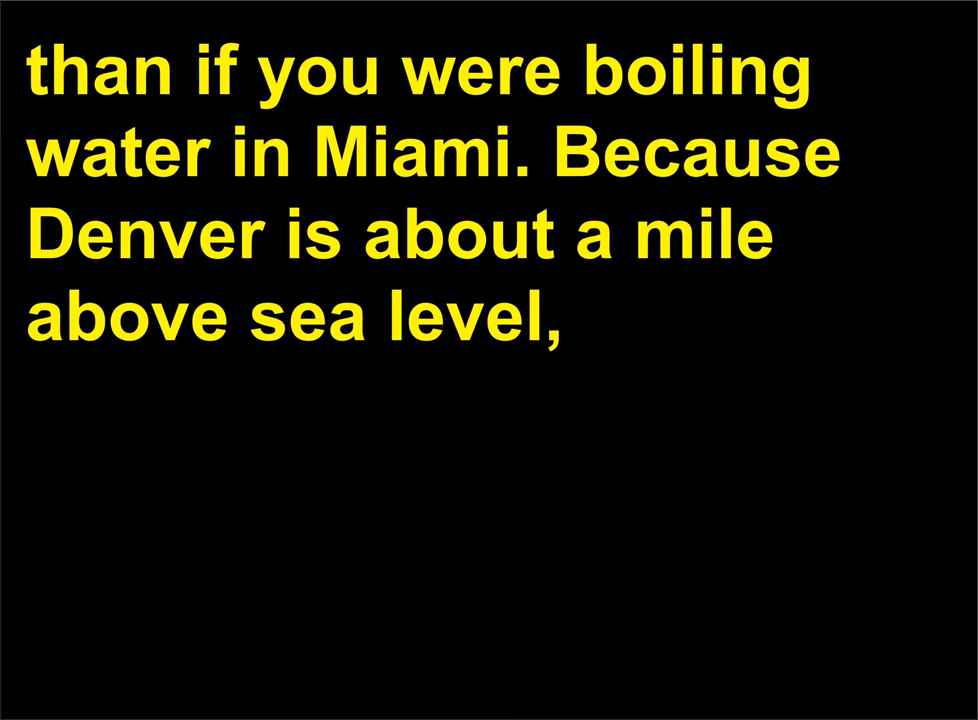 than if you were boiling
water in Miami. Because
Denver is about a mile
above sea level,